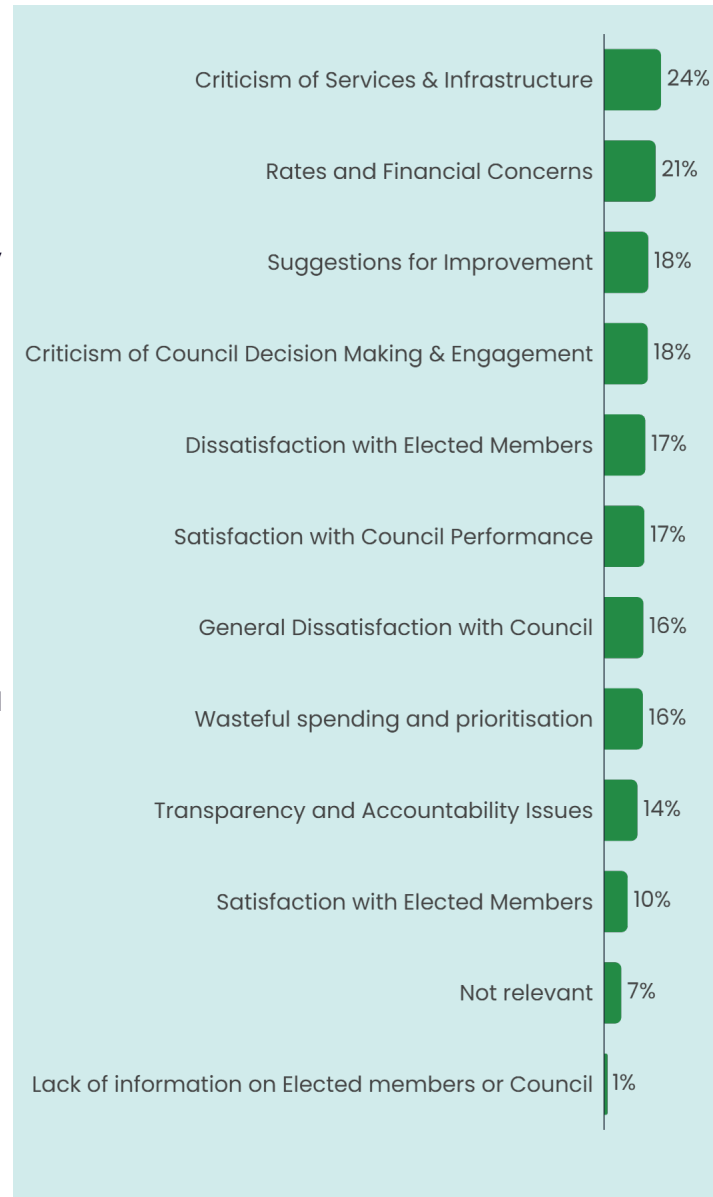 Criticism of Services & Infrastructure 24%
Rates and Financial Concerns 21%
Suggestions for Improvement 18%
Criticism of Council Decision Making & Engagement 18%
Dissatisfaction with Elected Members 17%
Satisfaction with Council Performance 17%
General Dissatisfaction with Council 16%
Wasteful spending and prioritisation 16%
Transparency and Accountability Issues 14%
Satisfaction with Elected Members 10%
Not relevant 7%
Lack of information on Elected members or Council 1%